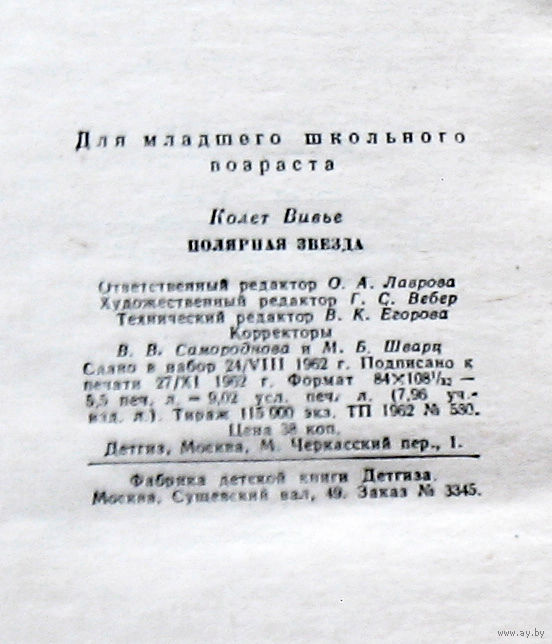 Для младшего школьного
возраста
Колет Вивье
ПОЛЯРНАЯ ЗВЕЗДА
Ответственный редактор О. А. Лаврова
Художественный редактор Г. С. Вебер
Технический редактор В. К. Егорова
Корректоры
В. В. Самороднова и М. Б. Шварц
Сдано в набор 24/VIII 1962 г. Подписано к
печати 27/XI 1962 г. Формат 84×108¹/₃₂ —
5,5 печ. л. = 9,02 усл. печ. л. (7,96 уч.-
изд. л.). Тираж 115 000 экз. ТП 1962 № 530.
Цена 38 коп.
Детгиз, Москва, М. Черкасский пер., 1.
Фабрика детской книги Детгиза.
Москва, Сущевский вал, 49. Заказ № 3345.
www.ay.by